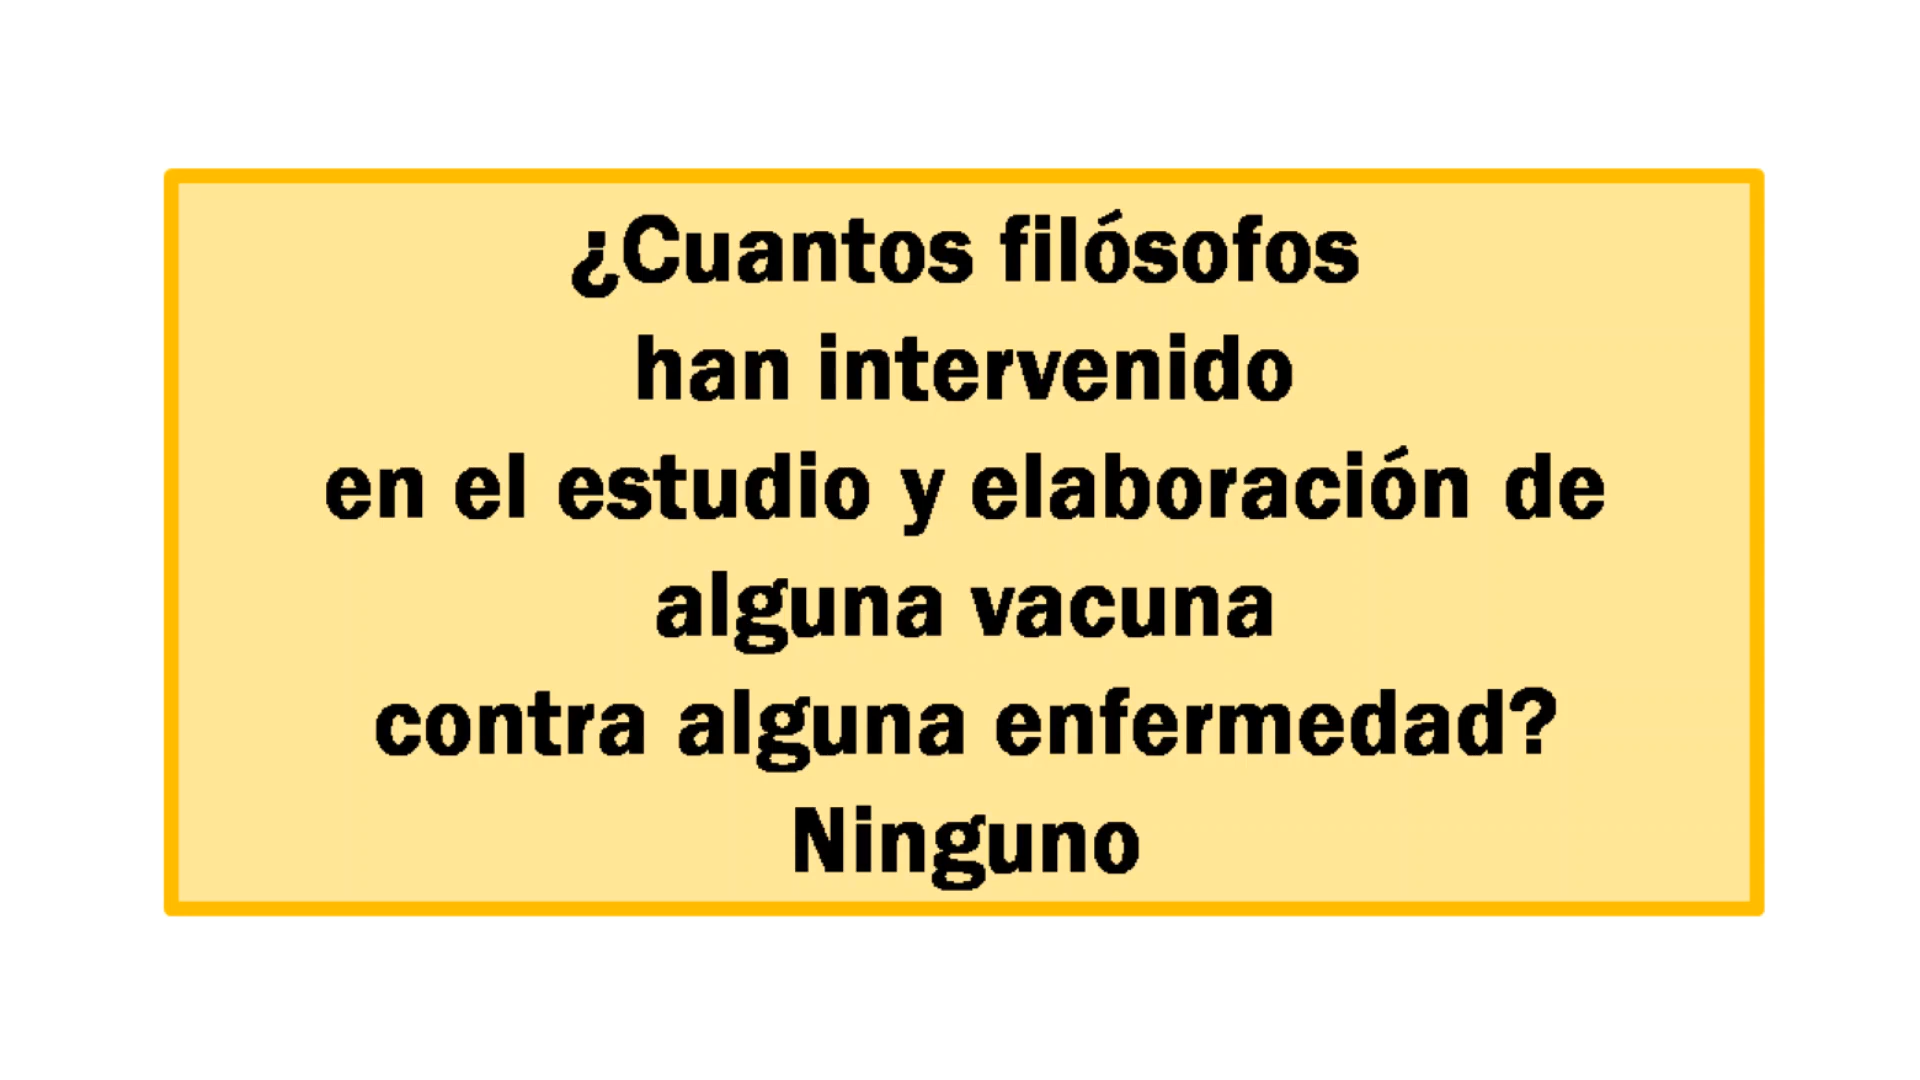 ¿Cuantos filósofos
han intervenido
en el estudio y elaboración de
alguna vacuna
contra alguna enfermedad?
Ninguno